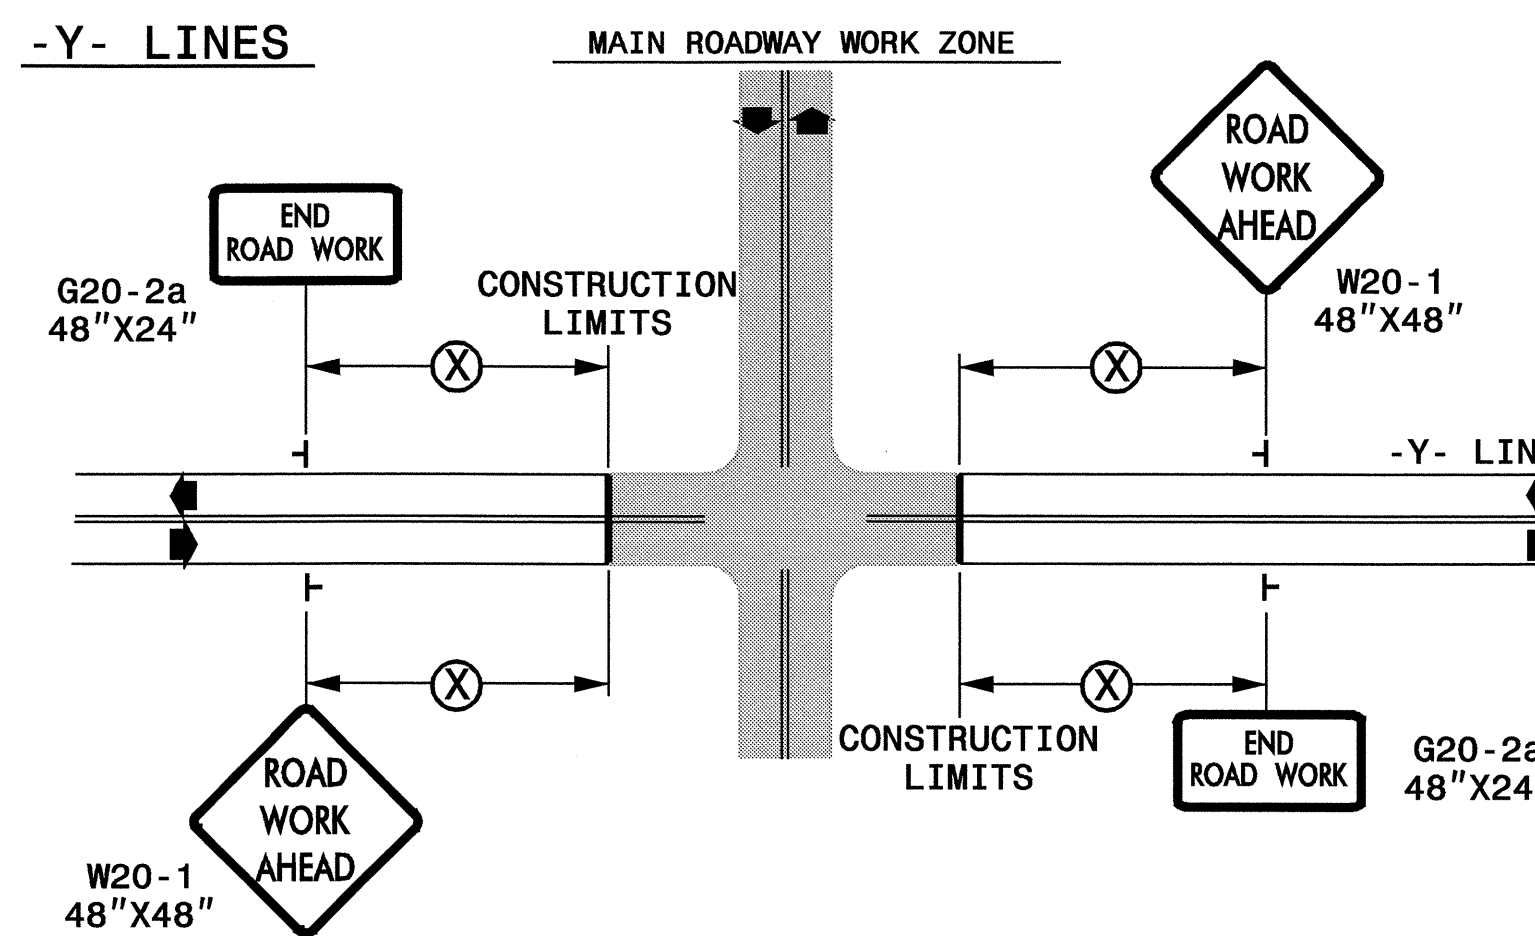 -Y- LINES
MAIN ROADWAY WORK ZONE
ROAD
WORK
AHEAD
END
ROAD WORK
G20-2a
48"X24"
CONSTRUCTION
LIMITS
W20-1
48"X48"
X
X
-Y- LIN
X
X
CONSTRUCTION
LIMITS
END
ROAD WORK
G20-2a
48"X24
ROAD
WORK
AHEAD
W20-1
48"X48"